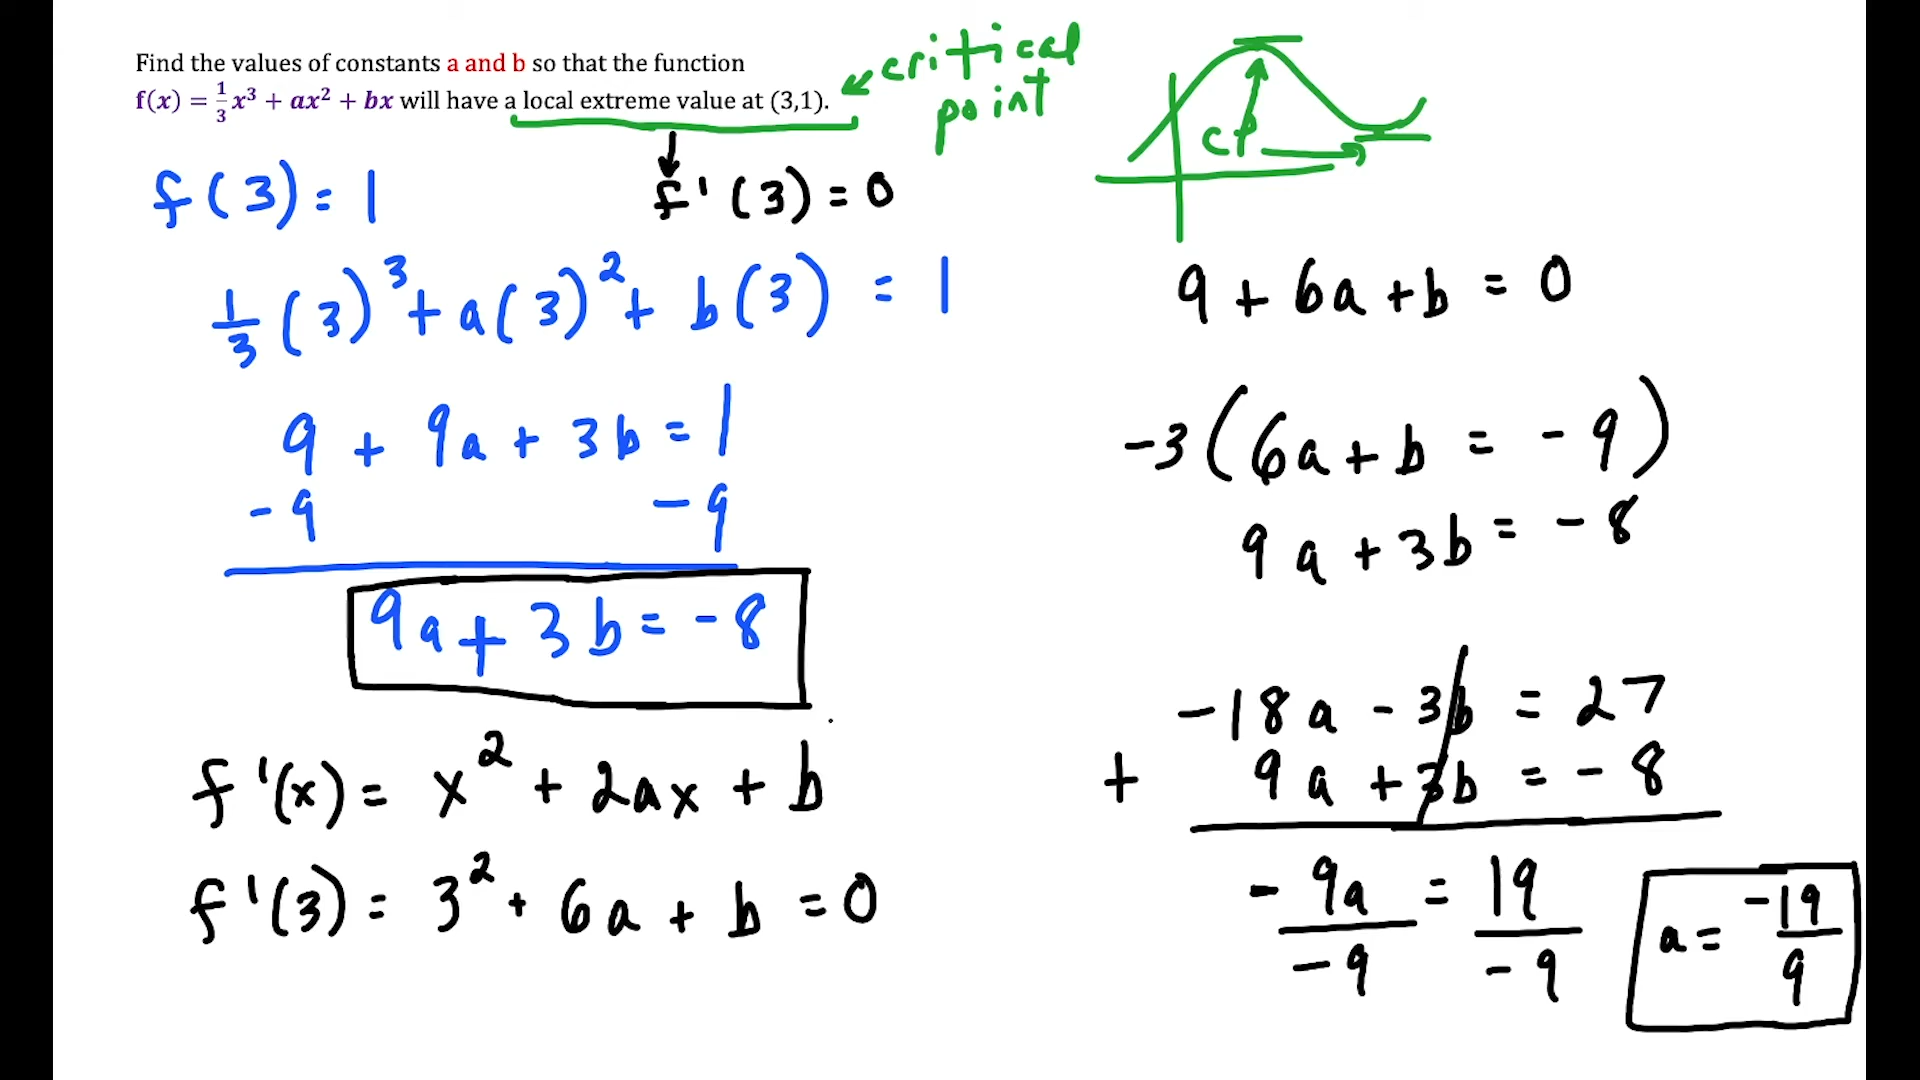 Find the values of constants a and b so that the function
f(x) = 1/3 x³ + ax² + bx will have a local extreme value at (3,1).
critical
point
CP
f(3) = 1
f'(3) = 0
1/3 (3)³ + a(3)² + b(3) = 1
9 + 9a + 3b = 1
-9 -9
9a + 3b = -8
f'(x) = x² + 2ax + b
f'(3) = 3² + 6a + b = 0
9 + 6a + b = 0
-3(6a + b = -9)
9a + 3b = -8
-18a - 3b = 27
+ 9a + 3b = -8
-9a = 19
-9 -9
a = -19/9